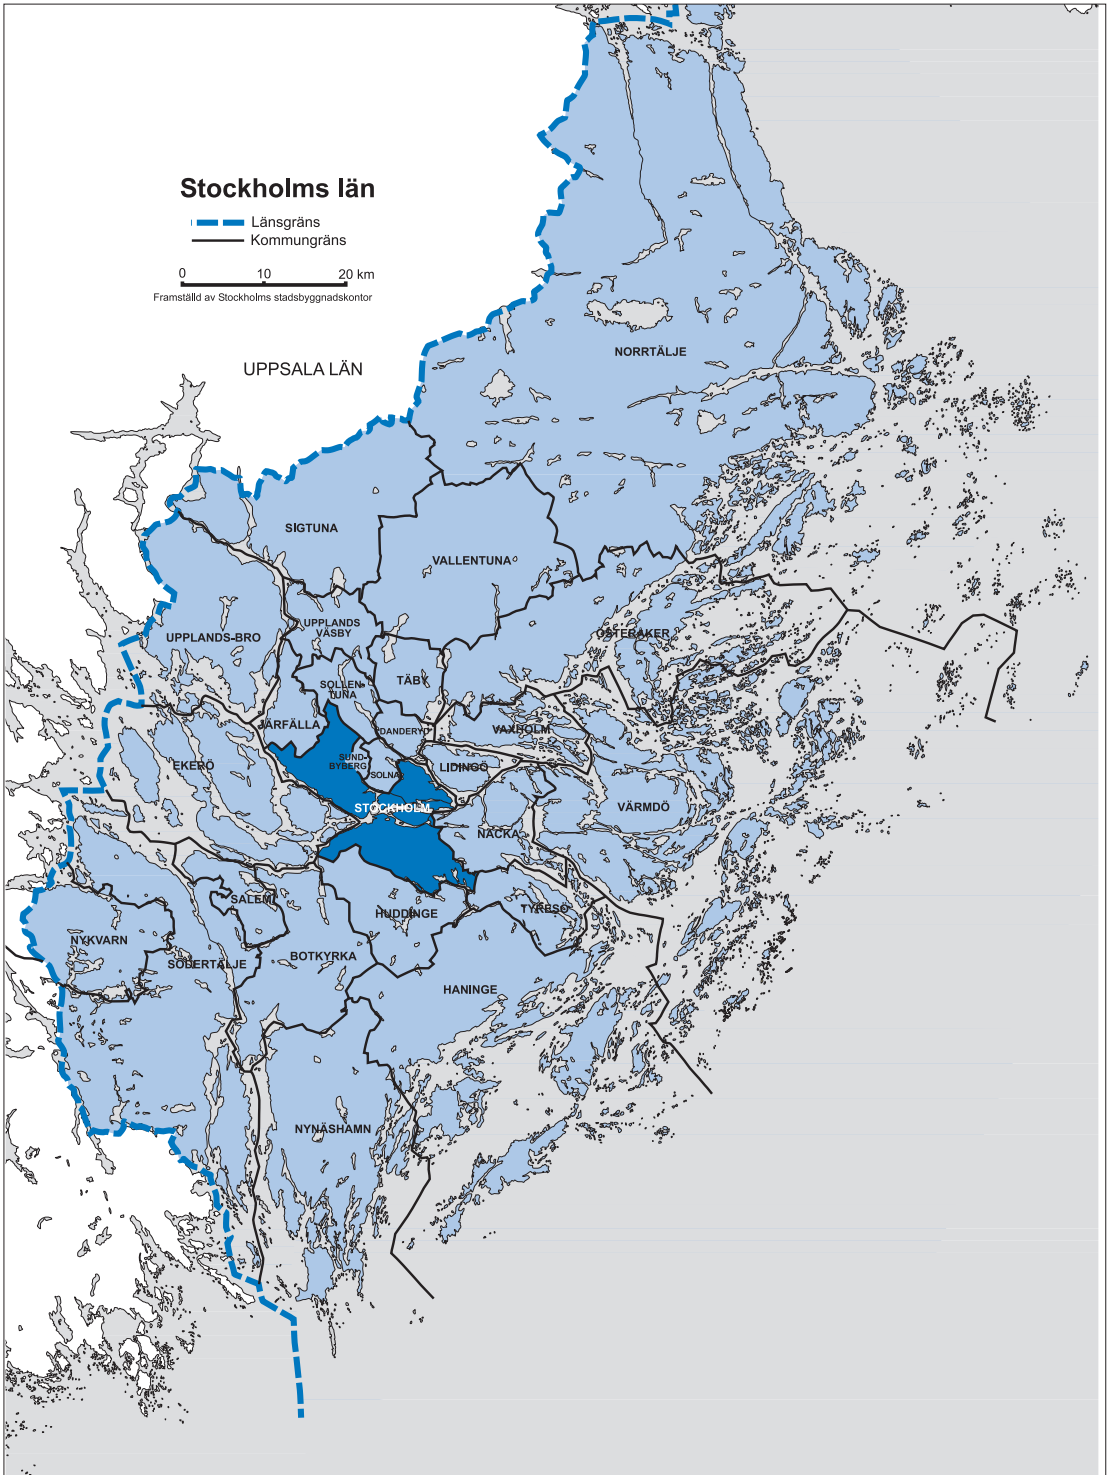 Stockholms län
Länsgräns
Kommungräns
0 10 20 km
Framställd av Stockholms stadsbyggnadskontor
UPPSALA LÄN
NORRTÄLJE
SIGTUNA
VALLENTUNA
UPPLANDS-BRO
UPPLANDS
VÄSBY
ÖSTERÅKER
SOLLEN-
TUNA
TÄBY
JÄRFÄLLA
DANDERYD
VAXHOLM
EKERÖ
SUND-
BYBERG
SOLNA
LIDINGÖ
STOCKHOLM
VÄRMDÖ
NACKA
SALEM
HUDDINGE
TYRESÖ
NYKVARN
SÖDERTÄLJE
BOTKYRKA
HANINGE
NYNÄSHAMN